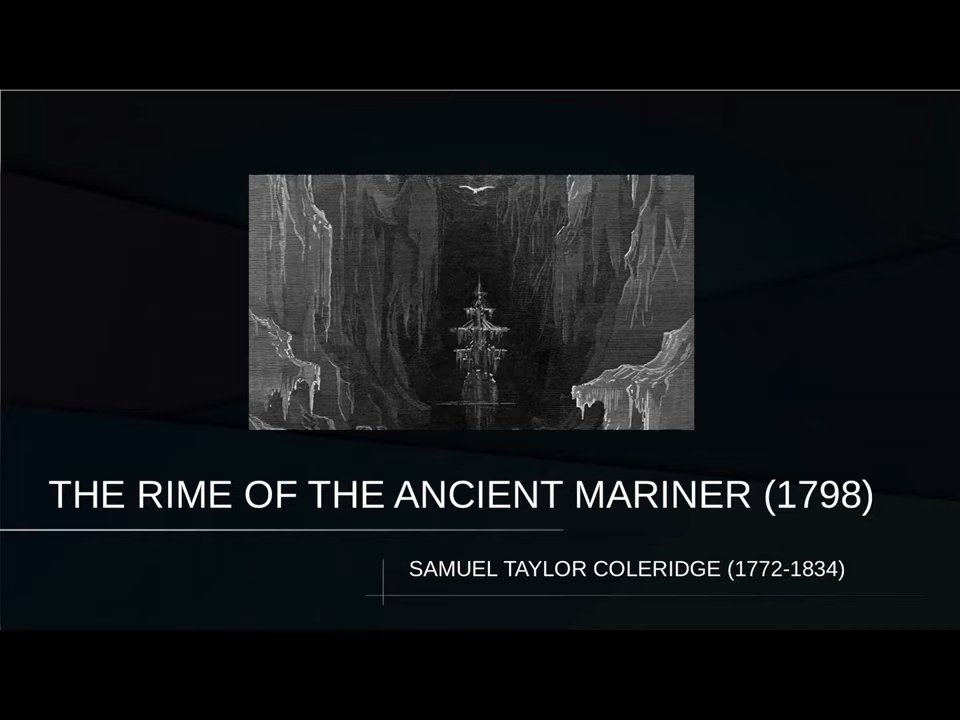 THE RIME OF THE ANCIENT MARINER (1798)
SAMUEL TAYLOR COLERIDGE (1772-1834)